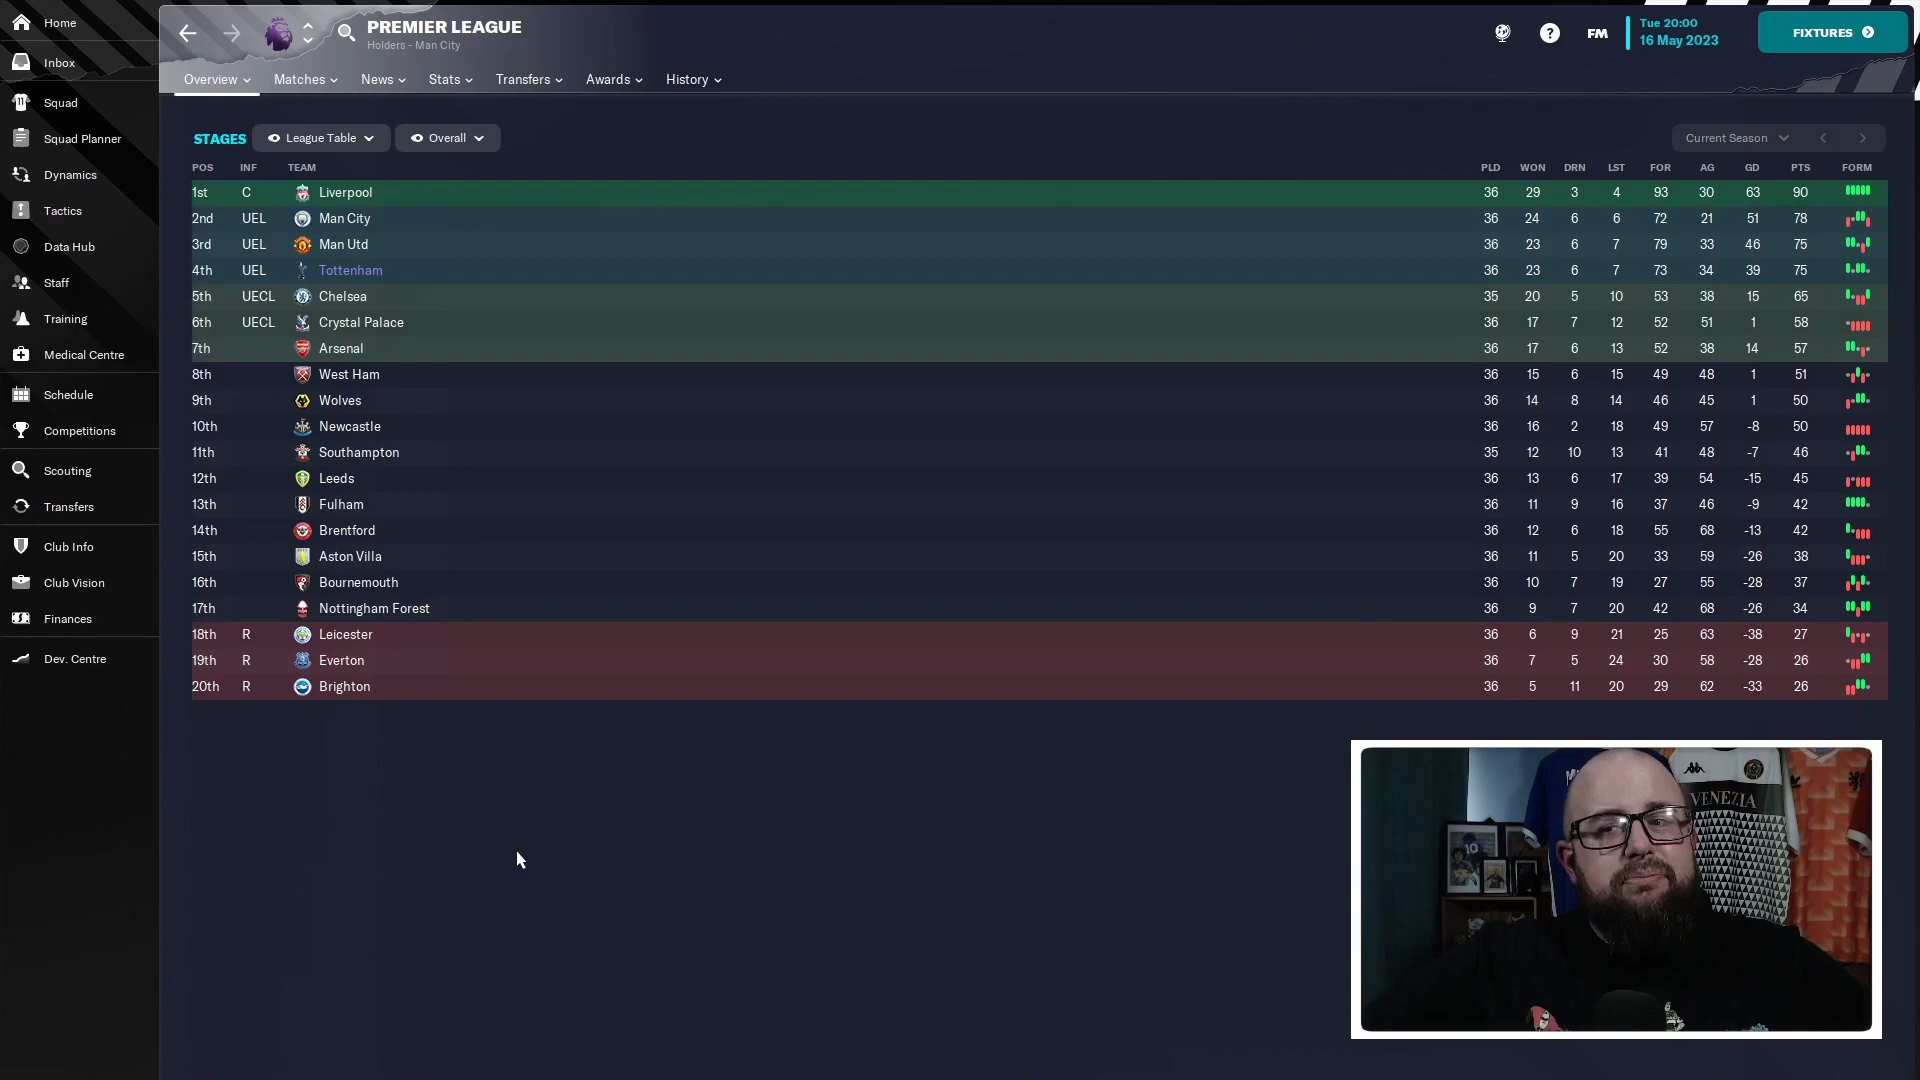 Home
Inbox
Squad
Squad Planner
Dynamics
Tactics
Data Hub
Staff
Training
Medical Centre
Schedule
Competitions
Scouting
Transfers
Club Info
Club Vision
Finances
Dev. Centre
PREMIER LEAGUE
Holders - Man City
FM
Tue 20:00
16 May 2023
FIXTURES
Overview Matches News Stats Transfers Awards History
STAGES League Table Overall Current Season
POS INF TEAM PLD WON DRN LST FOR AG GD PTS FORM
1st C Liverpool 36 29 3 4 93 30 63 90
2nd UEL Man City 36 24 6 6 72 21 51 78
3rd UEL Man Utd 36 23 6 7 79 33 46 75
4th UEL Tottenham 36 23 6 7 73 34 39 75
5th UECL Chelsea 35 20 5 10 53 38 15 65
6th UECL Crystal Palace 36 17 7 12 52 51 1 58
7th Arsenal 36 17 6 13 52 38 14 57
8th West Ham 36 15 6 15 49 48 1 51
9th Wolves 36 14 8 14 46 45 1 50
10th Newcastle 36 16 2 18 49 57 -8 50
11th Southampton 35 12 10 13 41 48 -7 46
12th Leeds 36 13 6 17 39 54 -15 45
13th Fulham 36 11 9 16 37 46 -9 42
14th Brentford 36 12 6 18 55 68 -13 42
15th Aston Villa 36 11 5 20 33 59 -26 38
16th Bournemouth 36 10 7 19 27 55 -28 37
17th Nottingham Forest 36 9 7 20 42 68 -26 34
18th R Leicester 36 6 9 21 25 63 -38 27
19th R Everton 36 7 5 24 30 58 -28 26
20th R Brighton 36 5 11 20 29 62 -33 26
VENEZIA
10